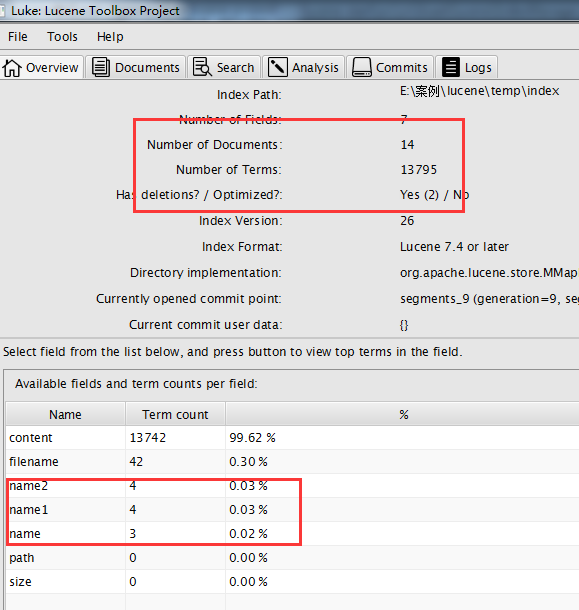 Luke: Lucene Toolbox Project
File Tools Help
Overview Documents Search Analysis Commits Logs
Index Path: E:\案例\lucene\temp\index
Number of Fields: 7
Number of Documents: 14
Number of Terms: 13795
Has deletions? / Optimized?: Yes (2) / No
Index Version: 26
Index Format: Lucene 7.4 or later
Directory implementation: org.apache.lucene.store.MMap
Currently opened commit point: segments_9 (generation=9, seg
Current commit user data: {}
Select field from the list below, and press button to view top terms in the field.
Available fields and term counts per field:
Name Term count %
content 13742 99.62 %
filename 42 0.30 %
name2 4 0.03 %
name1 4 0.03 %
name 3 0.02 %
path 0 0.00 %
size 0 0.00 %